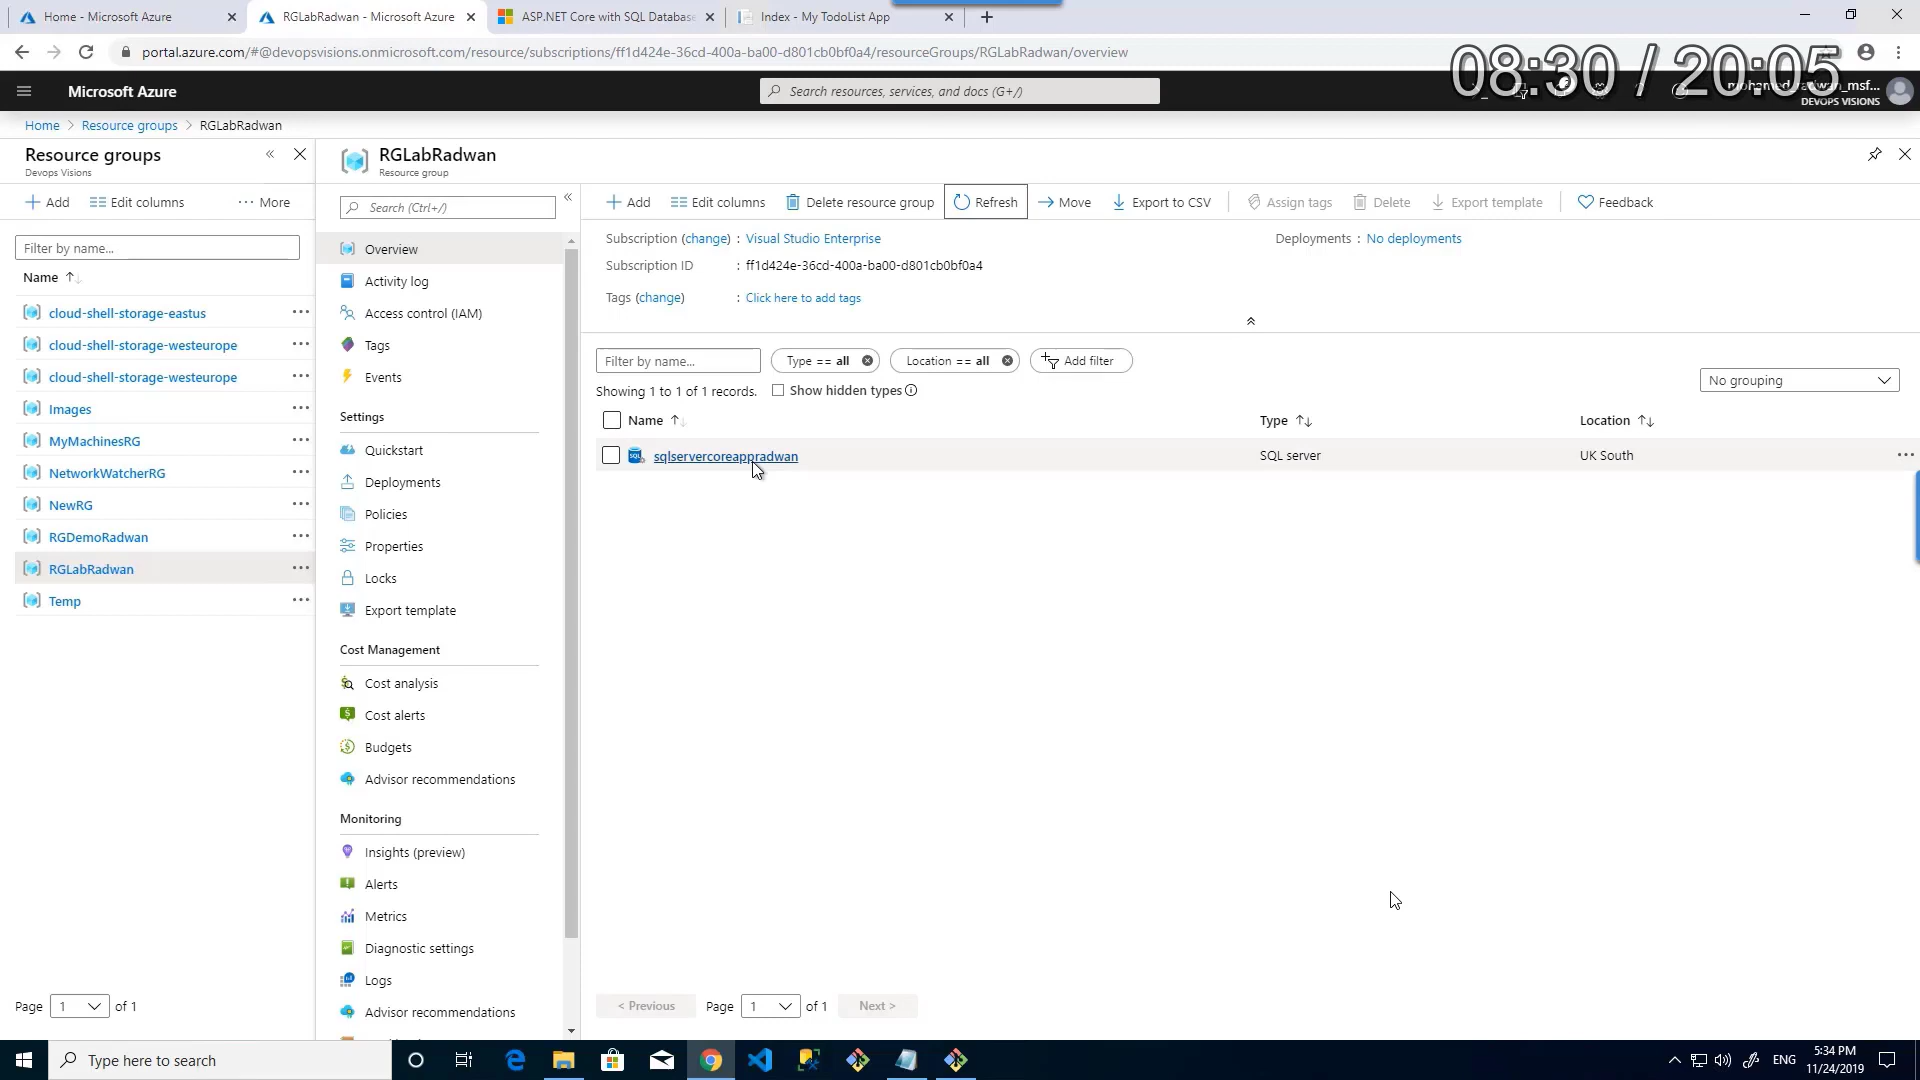 Home - Microsoft Azure
RGLabRadwan - Microsoft Azure
ASP.NET Core with SQL Database
Index - My TodoList App
portal.azure.com/#@devopsvisions.onmicrosoft.com/resource/subscriptions/ff1d424e-36cd-400a-ba00-d801cb0bf0a4/resourceGroups/RGLabRadwan/overview
08:30 / 20:05
Microsoft Azure
Search resources, services, and docs (G+/)
DEVOPS VISIONS
Home > Resource groups > RGLabRadwan
Resource groups
Devops Visions
Add
Edit columns
More
Filter by name...
Name
cloud-shell-storage-eastus
cloud-shell-storage-westeurope
cloud-shell-storage-westeurope
Images
MyMachinesRG
NetworkWatcherRG
NewRG
RGDemoRadwan
RGLabRadwan
Temp
Page 1 of 1
RGLabRadwan
Resource group
Search (Ctrl+/)
Overview
Activity log
Access control (IAM)
Tags
Events
Settings
Quickstart
Deployments
Policies
Properties
Locks
Export template
Cost Management
Cost analysis
Cost alerts
Budgets
Advisor recommendations
Monitoring
Insights (preview)
Alerts
Metrics
Diagnostic settings
Logs
Advisor recommendations
Add
Edit columns
Delete resource group
Refresh
Move
Export to CSV
Assign tags
Delete
Export template
Feedback
Subscription (change) : Visual Studio Enterprise
Deployments : No deployments
Subscription ID : ff1d424e-36cd-400a-ba00-d801cb0bf0a4
Tags (change) : Click here to add tags
Filter by name...
Type == all
Location == all
Add filter
Showing 1 to 1 of 1 records.
Show hidden types
No grouping
Name
Type
Location
sqlservercoreappradwan
SQL server
UK South
< Previous
Page 1 of 1
Next >
Type here to search
ENG
5:34 PM
11/24/2019